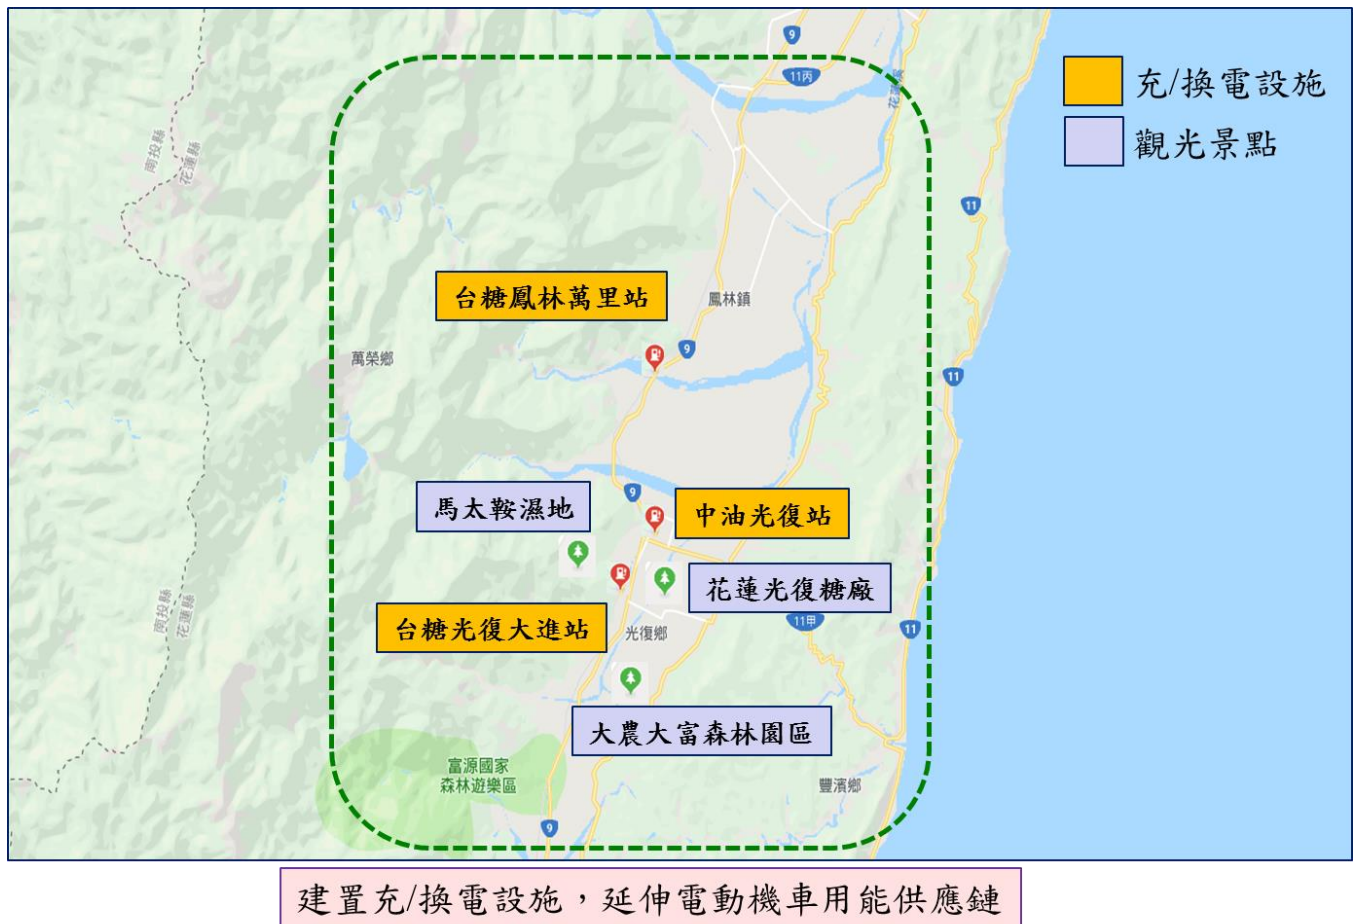 9
11丙
花蓮溪
充/換電設施
觀光景點
南投縣
花蓮縣
11
台糖鳳林萬里站
鳳林鎮
9
萬榮鄉
11
馬太鞍濕地
9
中油光復站
花蓮光復糖廠
南投縣
花蓮縣
台糖光復大進站
光復鄉
11甲
11
大農大富森林園區
富源國家
森林遊樂區
豐濱鄉
9
建置充/換電設施，延伸電動機車用能供應鏈